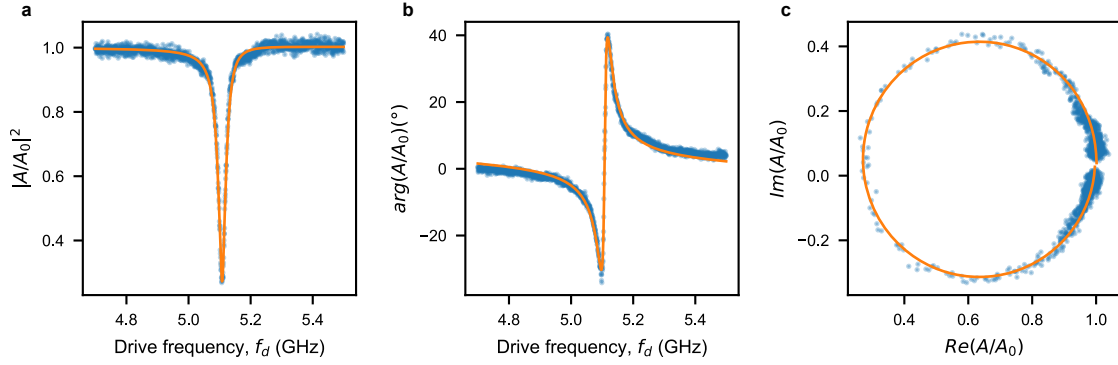 a
1.0
0.8
0.6
0.4
|A/A₀|²
4.8 5.0 5.2 5.4
Drive frequency, f_d (GHz)
b
40
20
0
−20
arg(A/A₀)(°)
4.8 5.0 5.2 5.4
Drive frequency, f_d (GHz)
c
0.4
0.2
0.0
−0.2
Im(A/A₀)
0.4 0.6 0.8 1.0
Re(A/A₀)